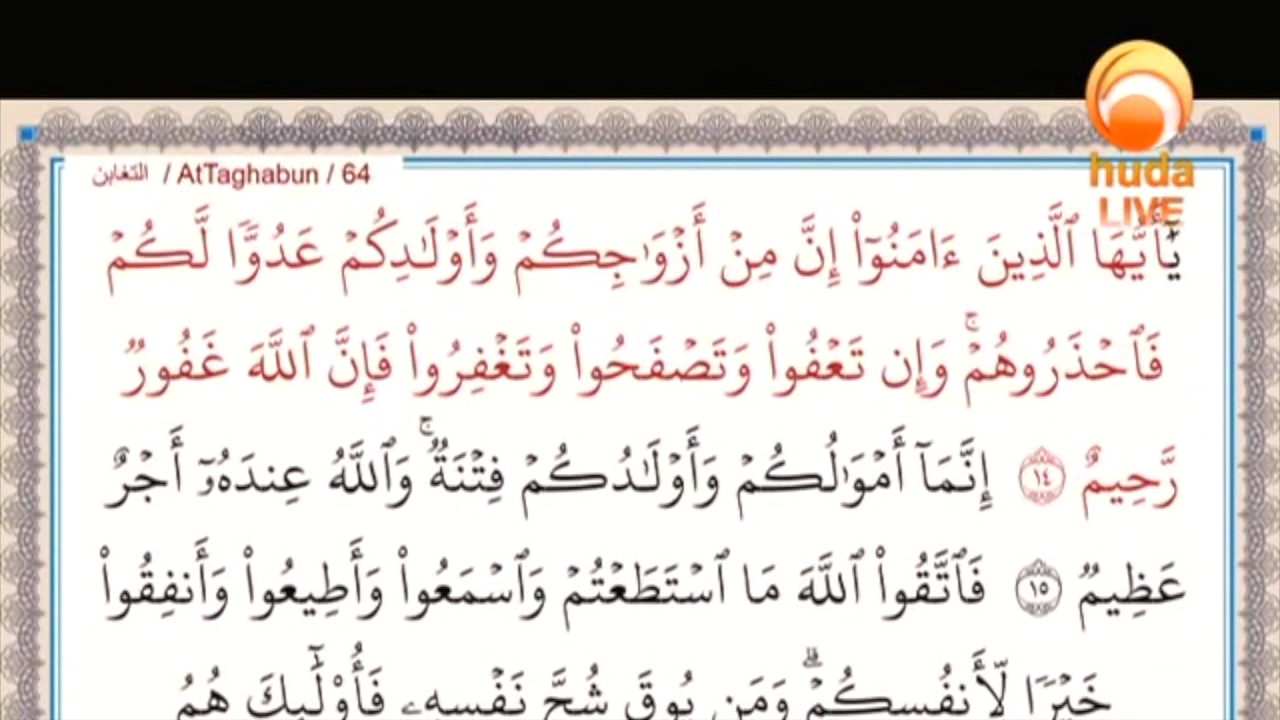 التغابن / AtTaghabun / 64
huda
LIVE
يَٰٓأَيُّهَا ٱلَّذِينَ ءَامَنُوٓا۟ إِنَّ مِنْ أَزْوَٰجِكُمْ وَأَوْلَٰدِكُمْ عَدُوًّا لَّكُمْ
فَٱحْذَرُوهُمْ ۚ وَإِن تَعْفُوا۟ وَتَصْفَحُوا۟ وَتَغْفِرُوا۟ فَإِنَّ ٱللَّهَ غَفُورٌ
رَّحِيمٌ ١٤ إِنَّمَآ أَمْوَٰلُكُمْ وَأَوْلَٰدُكُمْ فِتْنَةٌ ۚ وَٱللَّهُ عِندَهُۥٓ أَجْرٌ
عَظِيمٌ ١٥ فَٱتَّقُوا۟ ٱللَّهَ مَا ٱسْتَطَعْتُمْ وَٱسْمَعُوا۟ وَأَطِيعُوا۟ وَأَنفِقُوا۟
خَيْرًا لِّأَنفُسِكُمْ ۗ وَمَن يُوقَ شُحَّ نَفْسِهِۦ فَأُو۟لَٰٓئِكَ هُمُ